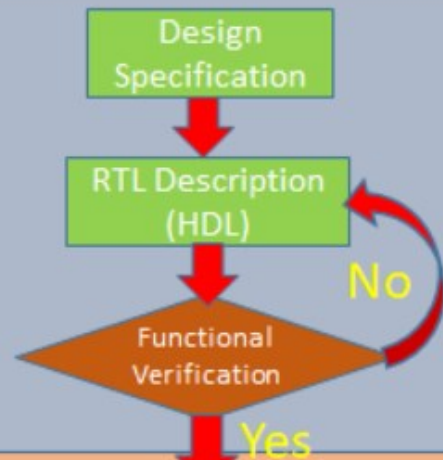 Design
Specification
RTL Description
(HDL)
No
Functional
Verification
Yes